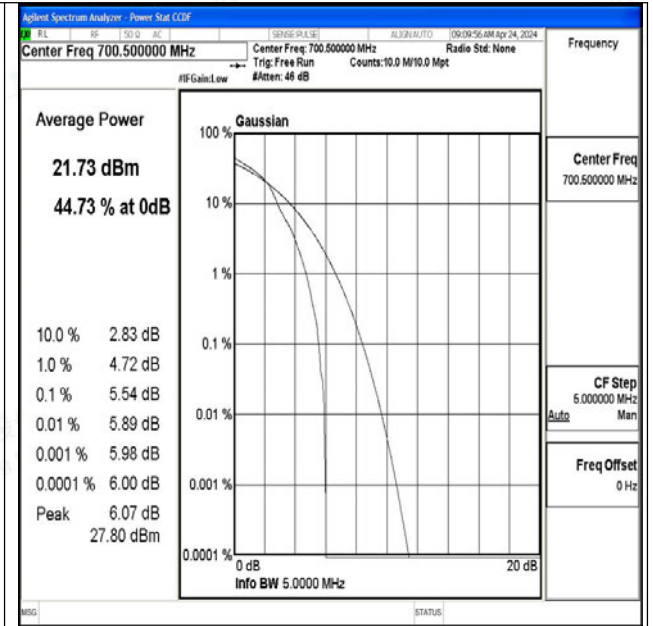 Agilent Spectrum Analyzer - Power Stat CCDF
RL RF 50 Ω AC SENSE:PULSE ALIGN AUTO 09:09:56 AM Apr 24, 2024
Center Freq 700.500000 MHz
Center Freq: 700.500000 MHz Radio Std: None
Trig: Free Run Counts:10.0 M/10.0 Mpt
#IFGain:Low #Atten: 46 dB
Frequency
Average Power
21.73 dBm
44.73 % at 0dB
10.0 % 2.83 dB
1.0 % 4.72 dB
0.1 % 5.54 dB
0.01 % 5.89 dB
0.001 % 5.98 dB
0.0001 % 6.00 dB
Peak 6.07 dB
27.80 dBm
Gaussian
100 %
10 %
1 %
0.1 %
0.01 %
0.001 %
0.0001 %
0 dB 20 dB
Info BW 5.0000 MHz
Center Freq
700.500000 MHz
CF Step
5.000000 MHz
Auto Man
Freq Offset
0 Hz
MSG STATUS